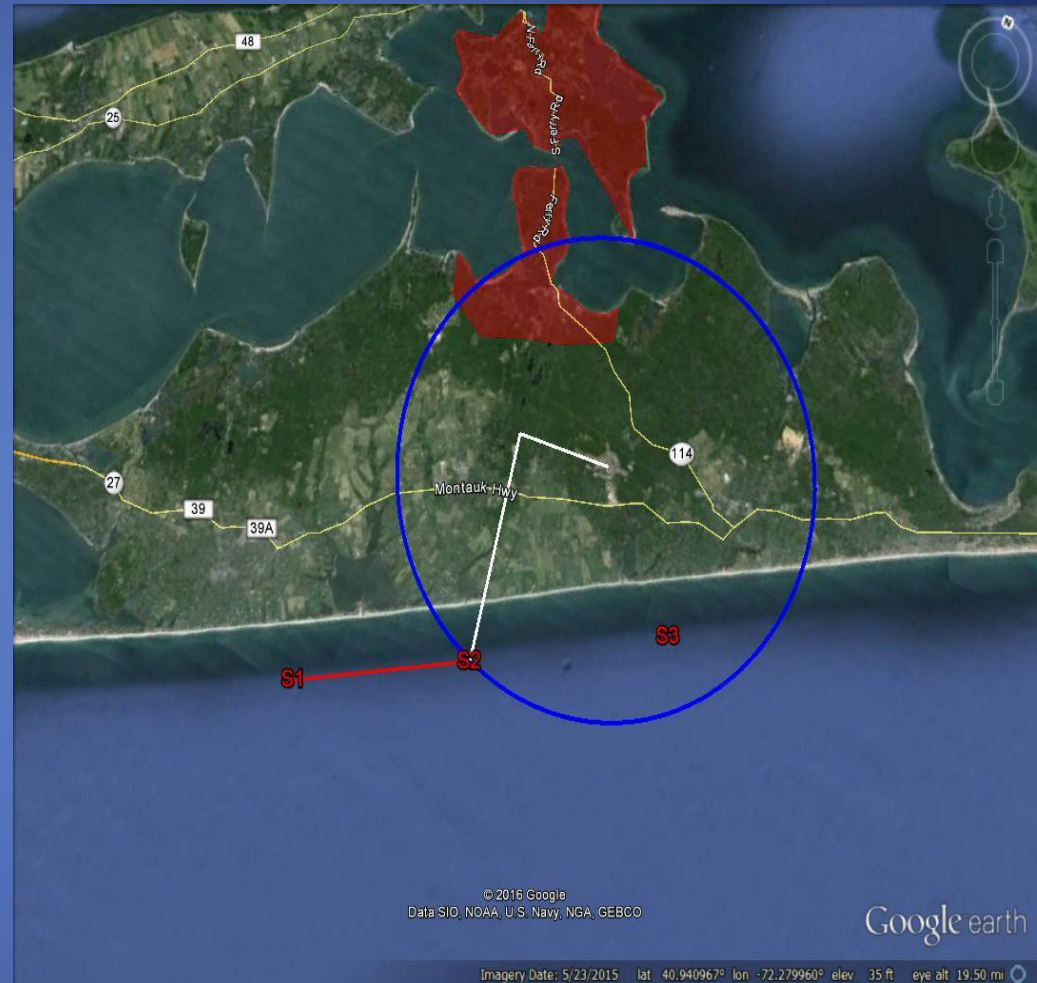 N
48
N Ferry Rd
25
S Ferry Rd
Ferry Rd
114
27
Montauk Hwy
39
39A
S3
S2
S1
© 2016 Google
Data SIO, NOAA, U.S. Navy, NGA, GEBCO
Google earth
Imagery Date: 5/23/2015 lat 40.940967° lon -72.279960° elev 35 ft eye alt 19.50 mi